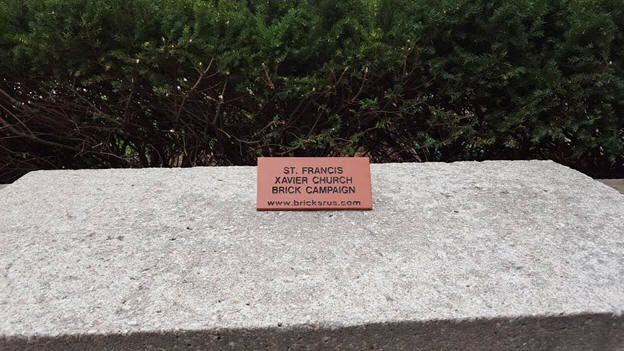 ST. FRANCIS
XAVIER CHURCH
BRICK CAMPAIGN
www.bricksrus.com